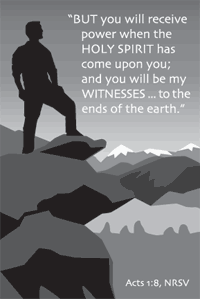 “BUT you will receive
power when the
HOLY SPIRIT has
come upon you;
and you will be my
WITNESSES ... to the
ends of the earth.”
Acts 1:8, NRSV